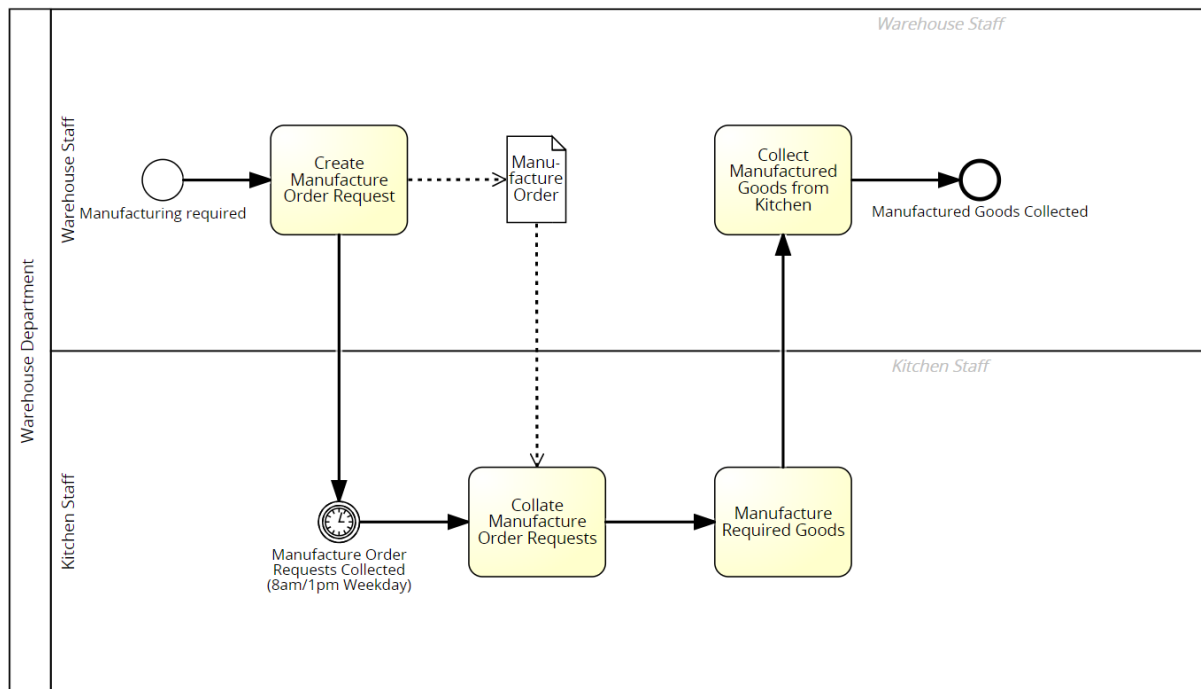 Warehouse Department
Warehouse Staff
Warehouse Staff
Manufacturing required
Create
Manufacture
Order Request
Manu-
facture
Order
Collect
Manufactured
Goods from
Kitchen
Manufactured Goods Collected
Kitchen Staff
Kitchen Staff
Manufacture Order
Requests Collected
(8am/1pm Weekday)
Collate
Manufacture
Order Requests
Manufacture
Required Goods